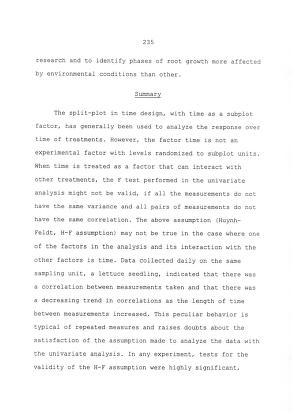 235
research and to identify phases of root growth more affected
by environmental conditions than other.
Summary
The split-plot in time design, with time as a subplot
factor, has generally been used to analyze the response over
time of treatments. However, the factor time is not an
experimental factor with levels randomized to subplot units.
When time is treated as a factor that can interact with
other treatments, the F test performed in the univariate
analysis might not be valid, if all the measurements do not
have the same variance and all pairs of measurements do not
have the same correlation. The above assumption (Huynh-
Feldt, H-F assumption) may not be true in the case where one
of the factors in the analysis and its interaction with the
other factors is time. Data collected daily on the same
sampling unit, a lettuce seedling, indicated that there was
a correlation between measurements taken and that there was
a decreasing trend in correlations as the length of time
between measurements increased. This peculiar behavior is
typical of repeated measures and raises doubts about the
satisfaction of the assumption made to analyze the data with
the univariate analysis. In any experiment, tests for the
validity of the H-F assumption were highly significant,